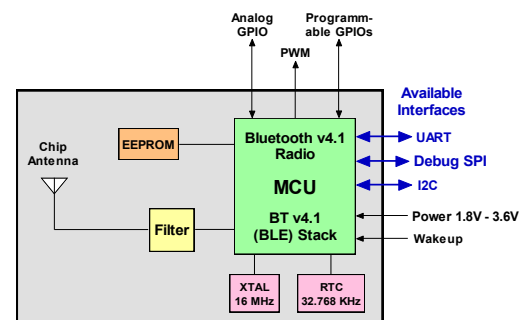 Analog
GPIO
Programm-
able GPIOs
PWM
Available
Interfaces
Chip
Antenna
EEPROM
Bluetooth v4.1
Radio
MCU
BT v4.1
(BLE) Stack
UART
Debug SPI
I2C
Filter
Power 1.8V - 3.6V
Wakeup
XTAL
16 MHz
RTC
32.768 KHz